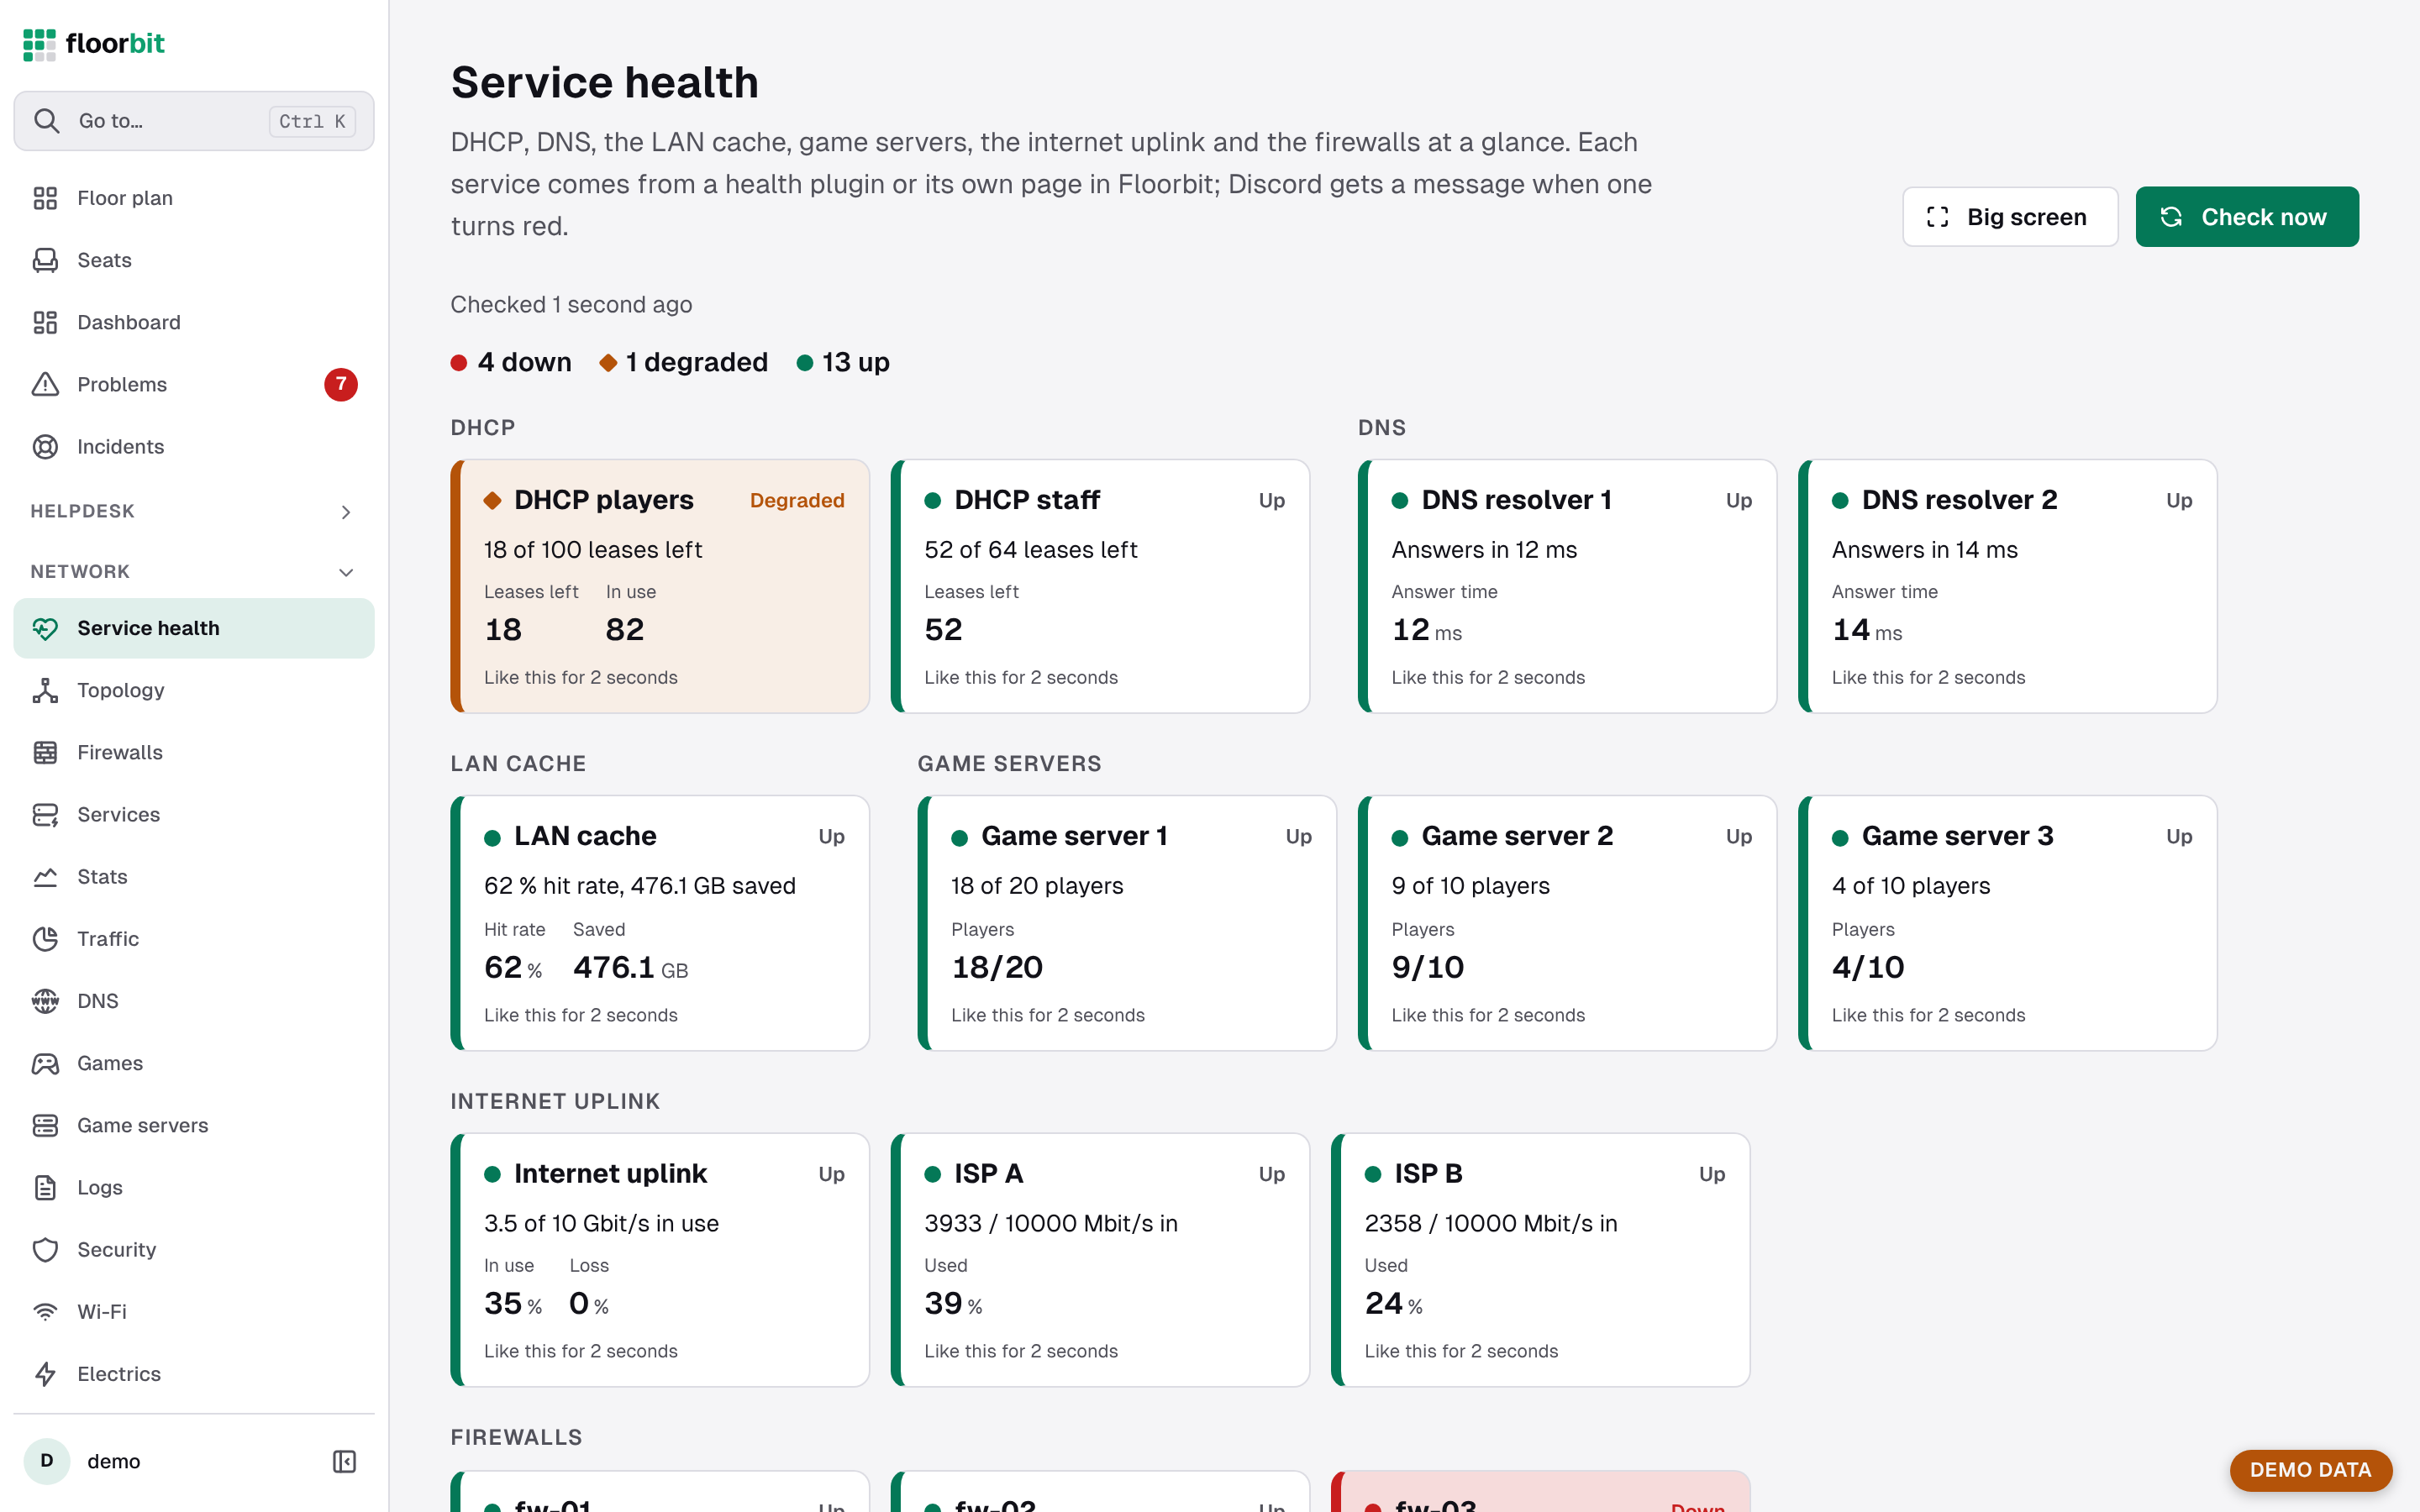 floorbit
Go to...
Ctrl K
Floor plan
Seats
Dashboard
Problems
7
Incidents
HELPDESK
NETWORK
Service health
Topology
Firewalls
Services
Stats
Traffic
DNS
Games
Game servers
Logs
Security
Wi-Fi
Electrics
D
demo
Service health
DHCP, DNS, the LAN cache, game servers, the internet uplink and the firewalls at a glance. Each
service comes from a health plugin or its own page in Floorbit; Discord gets a message when one
turns red.
Big screen
Check now
Checked 1 second ago
4 down
1 degraded
13 up
DHCP
DHCP players
Degraded
18 of 100 leases left
Leases left
In use
18
82
Like this for 2 seconds
DHCP staff
Up
52 of 64 leases left
Leases left
52
Like this for 2 seconds
DNS
DNS resolver 1
Up
Answers in 12 ms
Answer time
12 ms
Like this for 2 seconds
DNS resolver 2
Up
Answers in 14 ms
Answer time
14 ms
Like this for 2 seconds
LAN CACHE
LAN cache
Up
62 % hit rate, 476.1 GB saved
Hit rate
Saved
62 %
476.1 GB
Like this for 2 seconds
GAME SERVERS
Game server 1
Up
18 of 20 players
Players
18/20
Like this for 2 seconds
Game server 2
Up
9 of 10 players
Players
9/10
Like this for 2 seconds
Game server 3
Up
4 of 10 players
Players
4/10
Like this for 2 seconds
INTERNET UPLINK
Internet uplink
Up
3.5 of 10 Gbit/s in use
In use
Loss
35 %
0 %
Like this for 2 seconds
ISP A
Up
3933 / 10000 Mbit/s in
Used
39 %
Like this for 2 seconds
ISP B
Up
2358 / 10000 Mbit/s in
Used
24 %
Like this for 2 seconds
FIREWALLS
fw-01
Up
fw-02
Up
fw-03
Down
DEMO DATA